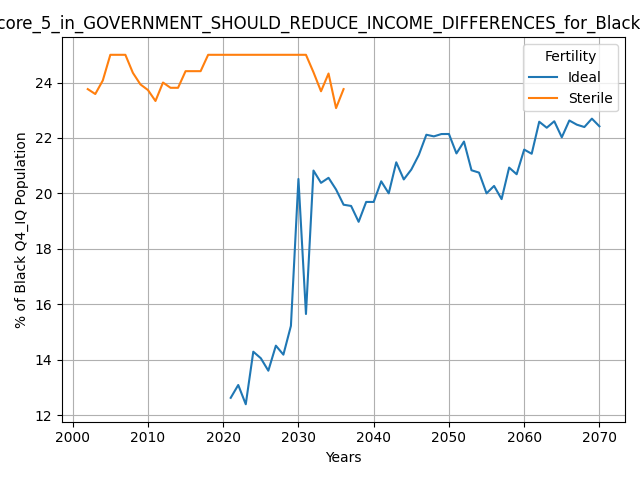 core_5_in_GOVERNMENT_SHOULD_REDUCE_INCOME_DIFFERENCES_for_Black
Fertility
Ideal
Sterile
% of Black Q4_IQ Population
24
22
20
18
16
14
12
2000 2010 2020 2030 2040 2050 2060 2070
Years